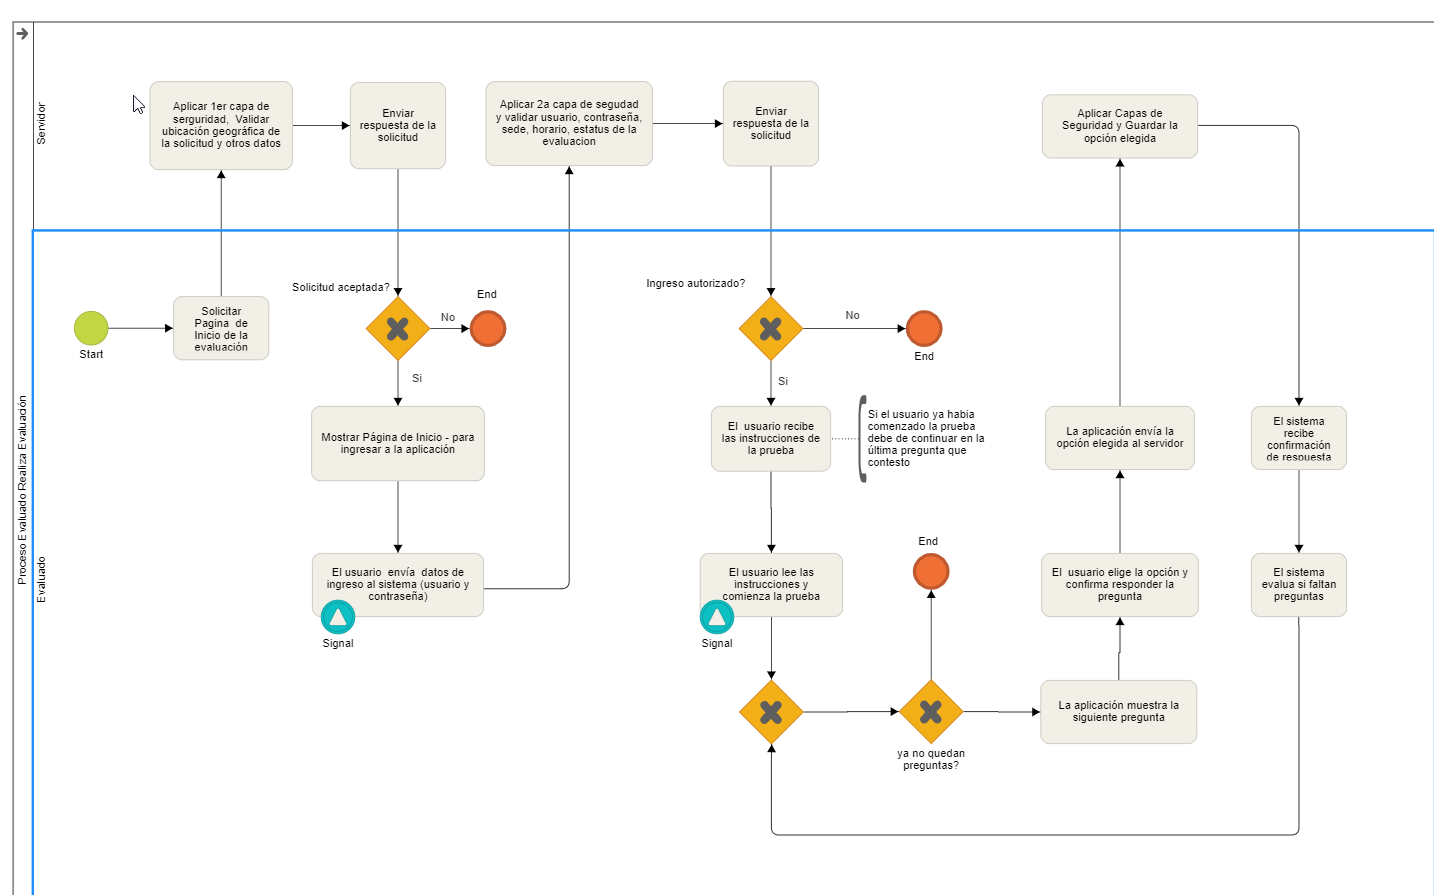 Proceso Evaluado Realiza Evaluación
Servidor
Aplicar 1er capa de
serguridad, Validar
ubicación geográfica de
la solicitud y otros datos
Enviar
respuesta de la
solicitud
Aplicar 2a capa de segudad
y validar usuario, contraseña,
sede, horario, estatus de la
evaluacion
Enviar
respuesta de la
solicitud
Aplicar Capas de
Seguridad y Guardar la
opción elegida
Evaluado
Start
Solicitar
Pagina de
Inicio de la
evaluación
Solicitud aceptada?
No
End
Si
Mostrar Página de Inicio - para
ingresar a la aplicación
El usuario envía datos de
ingreso al sistema (usuario y
contraseña)
Signal
Ingreso autorizado?
No
End
Si
El usuario recibe
las instrucciones de
la prueba
Si el usuario ya habia
comenzado la prueba
debe de continuar en la
última pregunta que
contesto
El usuario lee las
instrucciones y
comienza la prueba
Signal
End
ya no quedan
preguntas?
La aplicación muestra la
siguiente pregunta
El usuario elige la opción y
confirma responder la
pregunta
La aplicación envía la
opción elegida al servidor
El sistema
recibe
confirmación
de respuesta
El sistema
evalua si faltan
preguntas